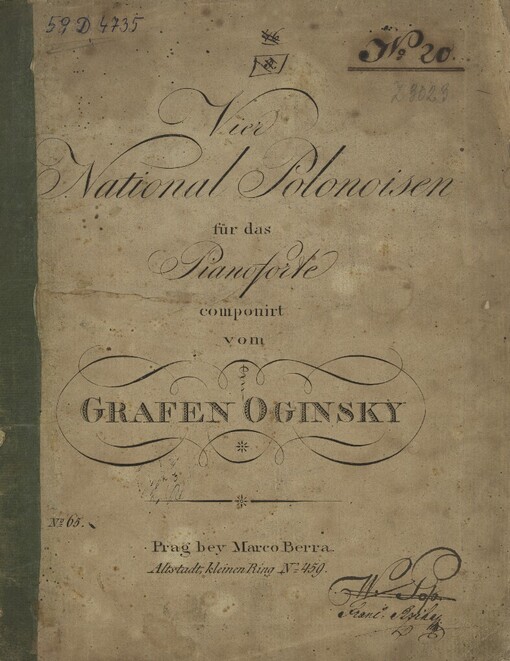 59 D 4735
No 20.
Vier
National Polonoisen
für das
Pianoforte
componirt
vom
GRAFEN OGINSKY
No 65.
Prag bey Marco Berra.
Altstadt, kleinen Ring No 459.